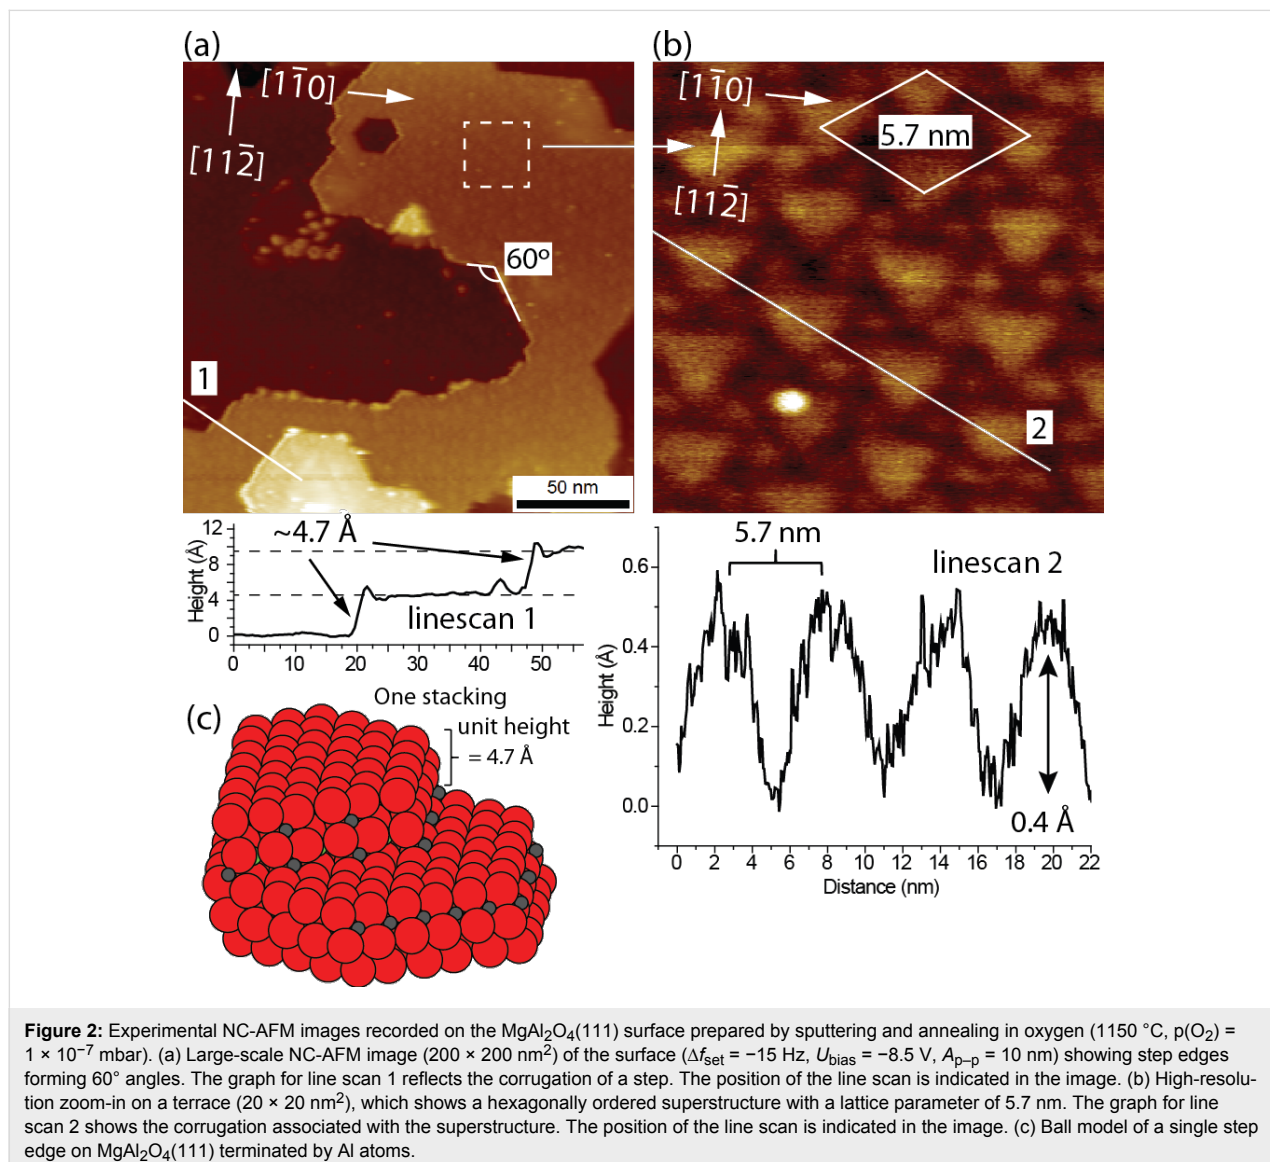 (a)
(b)
[11̄0]
[112̄]
60º
1
50 nm
[11̄0]
5.7 nm
[112̄]
2
12
8
4
0
Height (Å)
~4.7 Å
linescan 1
0 10 20 30 40 50
5.7 nm
linescan 2
0.6
0.4
0.2
0.0
Height (Å)
0.4 Å
0 2 4 6 8 10 12 14 16 18 20 22
Distance (nm)
(c)
One stacking
unit height
= 4.7 Å
Figure 2: Experimental NC-AFM images recorded on the MgAl₂O₄(111) surface prepared by sputtering and annealing in oxygen (1150 °C, p(O₂) =
1 × 10⁻⁷ mbar). (a) Large-scale NC-AFM image (200 × 200 nm²) of the surface (Δfset = −15 Hz, Ubias = −8.5 V, Ap–p = 10 nm) showing step edges
forming 60° angles. The graph for line scan 1 reflects the corrugation of a step. The position of the line scan is indicated in the image. (b) High-resolu-
tion zoom-in on a terrace (20 × 20 nm²), which shows a hexagonally ordered superstructure with a lattice parameter of 5.7 nm. The graph for line
scan 2 shows the corrugation associated with the superstructure. The position of the line scan is indicated in the image. (c) Ball model of a single step
edge on MgAl₂O₄(111) terminated by Al atoms.